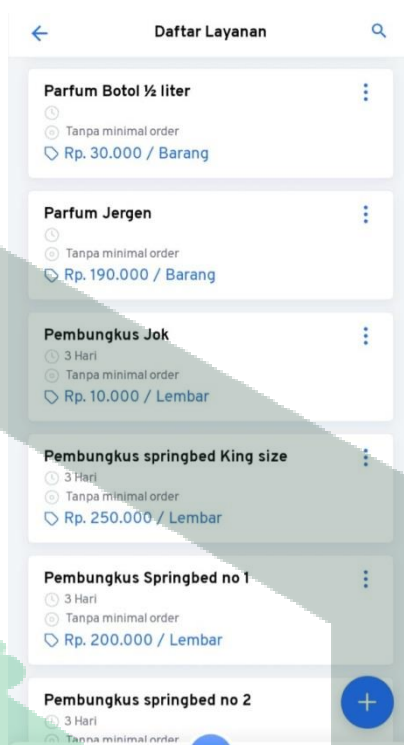 Daftar Layanan
Parfum Botol ½ liter
Tanpa minimal order
Rp. 30.000 / Barang
Parfum Jergen
Tanpa minimal order
Rp. 190.000 / Barang
Pembungkus Jok
3 Hari
Tanpa minimal order
Rp. 10.000 / Lembar
Pembungkus springbed King size
3 Hari
Tanpa minimal order
Rp. 250.000 / Lembar
Pembungkus Springbed no 1
3 Hari
Tanpa minimal order
Rp. 200.000 / Lembar
Pembungkus springbed no 2
3 Hari
Tanpa minimal order